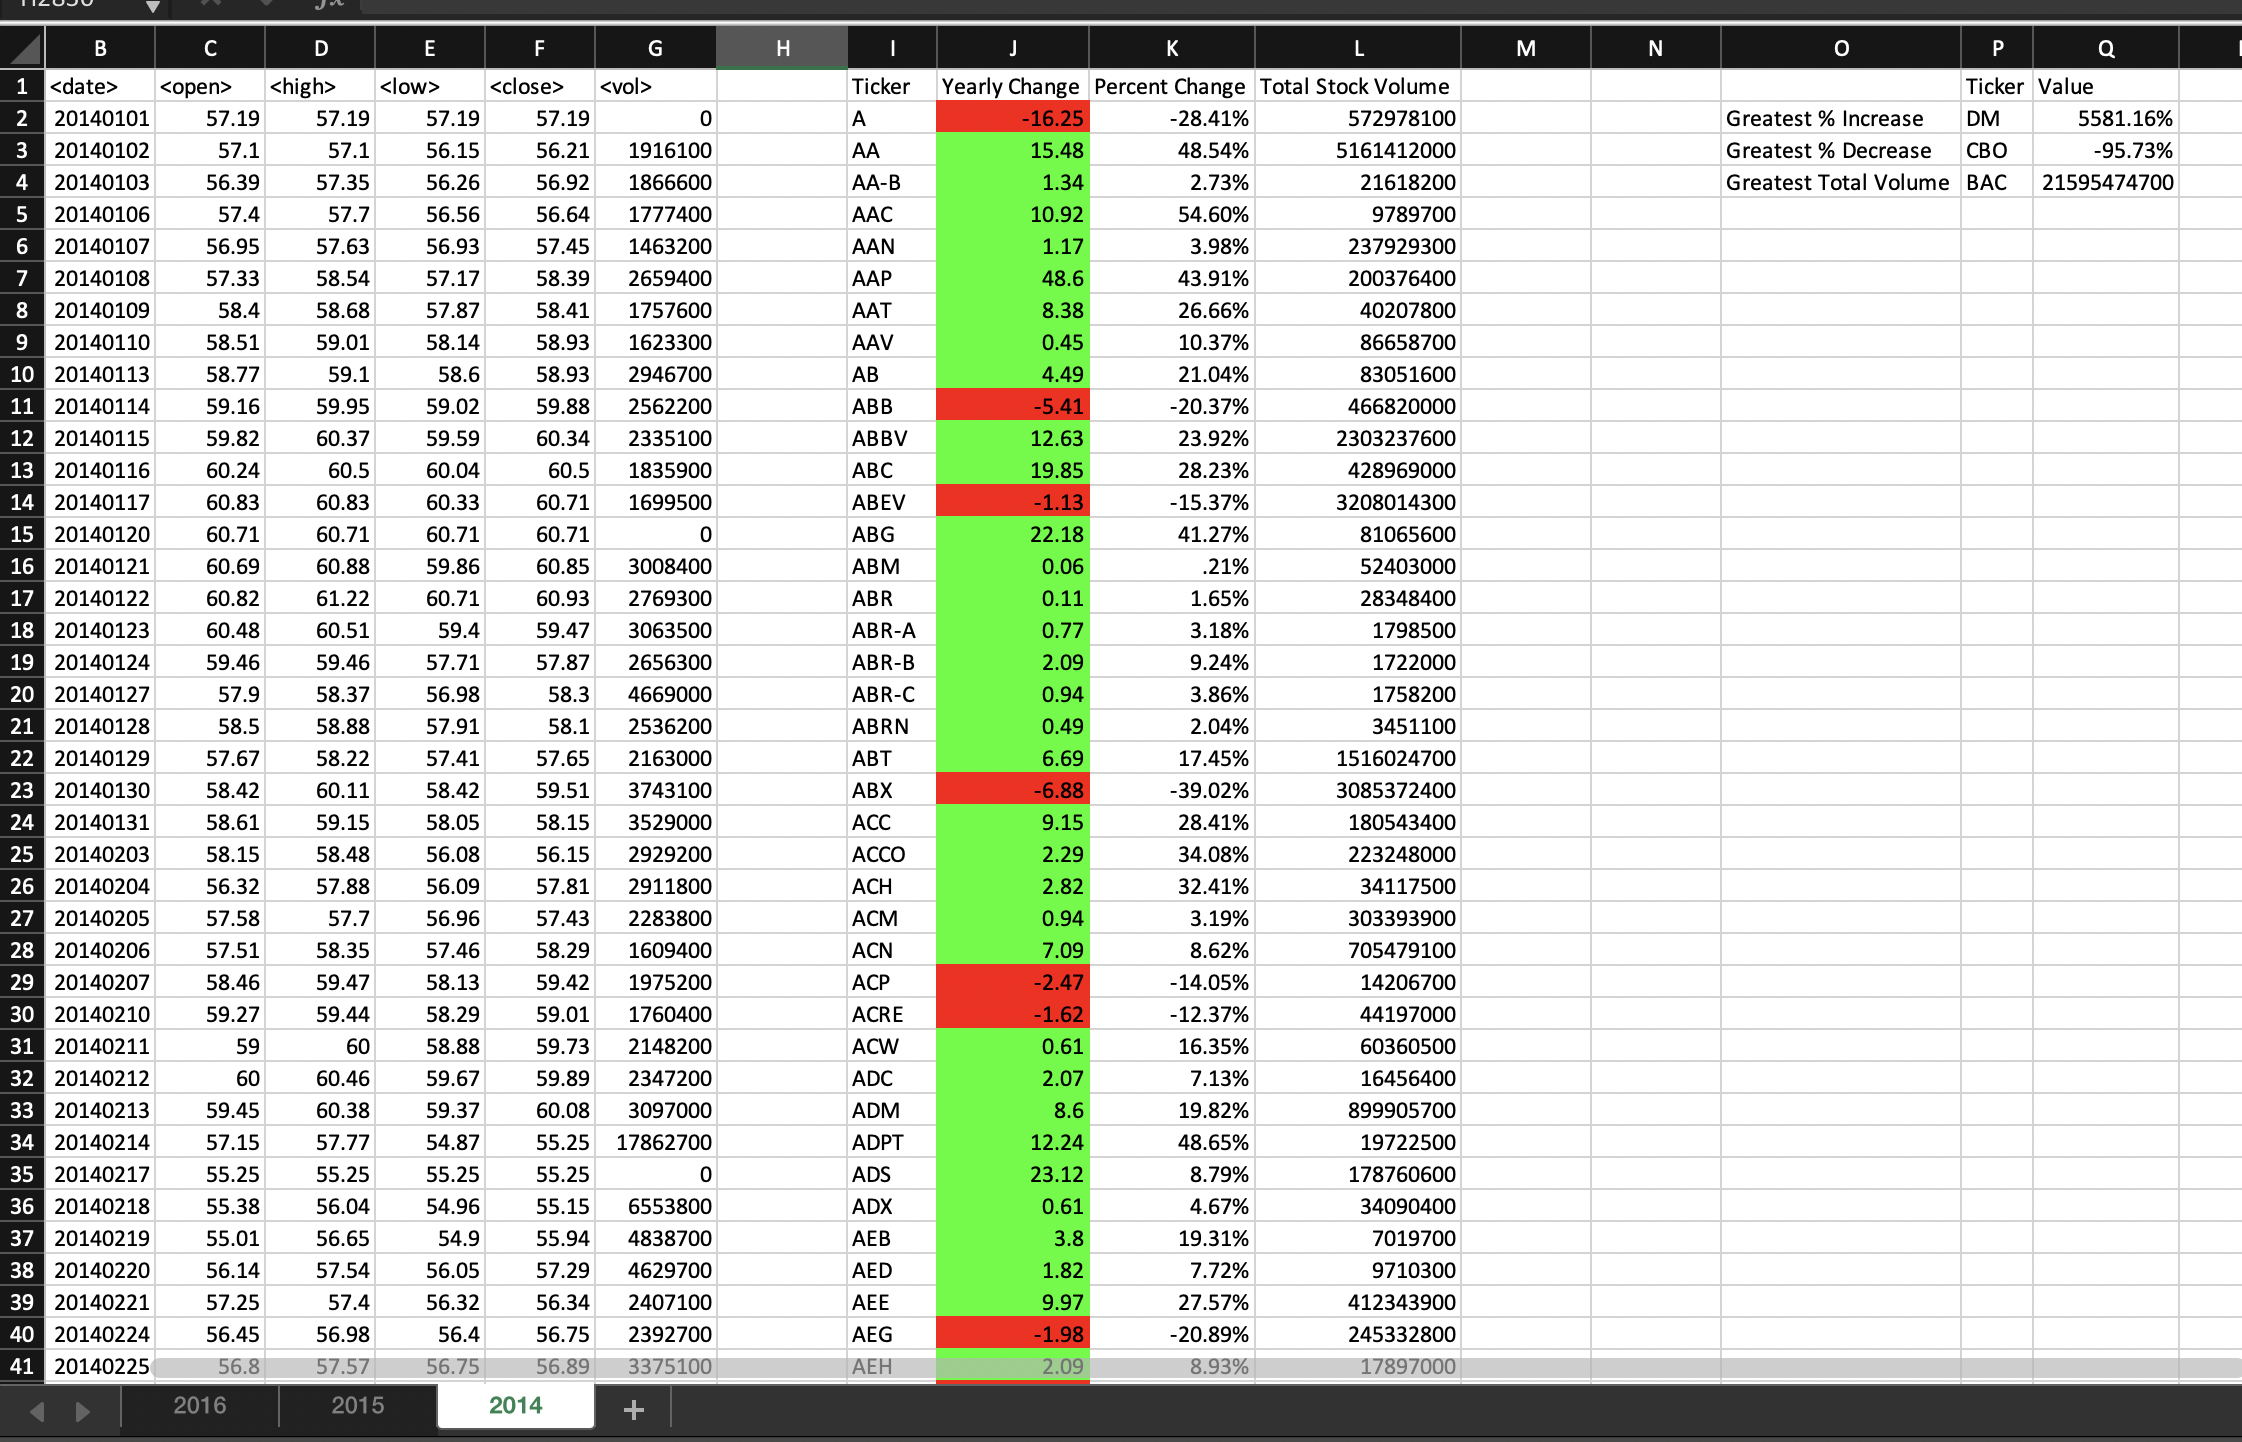 B C D E F G H I J K L M N O P Q
1 <date> <open> <high> <low> <close> <vol> Ticker Yearly Change Percent Change Total Stock Volume Ticker Value
2 20140101 57.19 57.19 57.19 57.19 0 A -16.25 -28.41% 572978100 Greatest % Increase DM 5581.16%
3 20140102 57.1 57.1 56.15 56.21 1916100 AA 15.48 48.54% 5161412000 Greatest % Decrease CBO -95.73%
4 20140103 56.39 57.35 56.26 56.92 1866600 AA-B 1.34 2.73% 21618200 Greatest Total Volume BAC 21595474700
5 20140106 57.4 57.7 56.56 56.64 1777400 AAC 10.92 54.60% 9789700
6 20140107 56.95 57.63 56.93 57.45 1463200 AAN 1.17 3.98% 237929300
7 20140108 57.33 58.54 57.17 58.39 2659400 AAP 48.6 43.91% 200376400
8 20140109 58.4 58.68 57.87 58.41 1757600 AAT 8.38 26.66% 40207800
9 20140110 58.51 59.01 58.14 58.93 1623300 AAV 0.45 10.37% 86658700
10 20140113 58.77 59.1 58.6 58.93 2946700 AB 4.49 21.04% 83051600
11 20140114 59.16 59.95 59.02 59.88 2562200 ABB -5.41 -20.37% 466820000
12 20140115 59.82 60.37 59.59 60.34 2335100 ABBV 12.63 23.92% 2303237600
13 20140116 60.24 60.5 60.04 60.5 1835900 ABC 19.85 28.23% 428969000
14 20140117 60.83 60.83 60.33 60.71 1699500 ABEV -1.13 -15.37% 3208014300
15 20140120 60.71 60.71 60.71 60.71 0 ABG 22.18 41.27% 81065600
16 20140121 60.69 60.88 59.86 60.85 3008400 ABM 0.06 .21% 52403000
17 20140122 60.82 61.22 60.71 60.93 2769300 ABR 0.11 1.65% 28348400
18 20140123 60.48 60.51 59.4 59.47 3063500 ABR-A 0.77 3.18% 1798500
19 20140124 59.46 59.46 57.71 57.87 2656300 ABR-B 2.09 9.24% 1722000
20 20140127 57.9 58.37 56.98 58.3 4669000 ABR-C 0.94 3.86% 1758200
21 20140128 58.5 58.88 57.91 58.1 2536200 ABRN 0.49 2.04% 3451100
22 20140129 57.67 58.22 57.41 57.65 2163000 ABT 6.69 17.45% 1516024700
23 20140130 58.42 60.11 58.42 59.51 3743100 ABX -6.88 -39.02% 3085372400
24 20140131 58.61 59.15 58.05 58.15 3529000 ACC 9.15 28.41% 180543400
25 20140203 58.15 58.48 56.08 56.15 2929200 ACCO 2.29 34.08% 223248000
26 20140204 56.32 57.88 56.09 57.81 2911800 ACH 2.82 32.41% 34117500
27 20140205 57.58 57.7 56.96 57.43 2283800 ACM 0.94 3.19% 303393900
28 20140206 57.51 58.35 57.46 58.29 1609400 ACN 7.09 8.62% 705479100
29 20140207 58.46 59.47 58.13 59.42 1975200 ACP -2.47 -14.05% 14206700
30 20140210 59.27 59.44 58.29 59.01 1760400 ACRE -1.62 -12.37% 44197000
31 20140211 59 60 58.88 59.73 2148200 ACW 0.61 16.35% 60360500
32 20140212 60 60.46 59.67 59.89 2347200 ADC 2.07 7.13% 16456400
33 20140213 59.45 60.38 59.37 60.08 3097000 ADM 8.6 19.82% 899905700
34 20140214 57.15 57.77 54.87 55.25 17862700 ADPT 12.24 48.65% 19722500
35 20140217 55.25 55.25 55.25 55.25 0 ADS 23.12 8.79% 178760600
36 20140218 55.38 56.04 54.96 55.15 6553800 ADX 0.61 4.67% 34090400
37 20140219 55.01 56.65 54.9 55.94 4838700 AEB 3.8 19.31% 7019700
38 20140220 56.14 57.54 56.05 57.29 4629700 AED 1.82 7.72% 9710300
39 20140221 57.25 57.4 56.32 56.34 2407100 AEE 9.97 27.57% 412343900
40 20140224 56.45 56.98 56.4 56.75 2392700 AEG -1.98 -20.89% 245332800
41 20140225 56.8 57.57 56.75 56.89 3375100 AEH 2.09 8.93% 17897000
2016 2015 2014 +